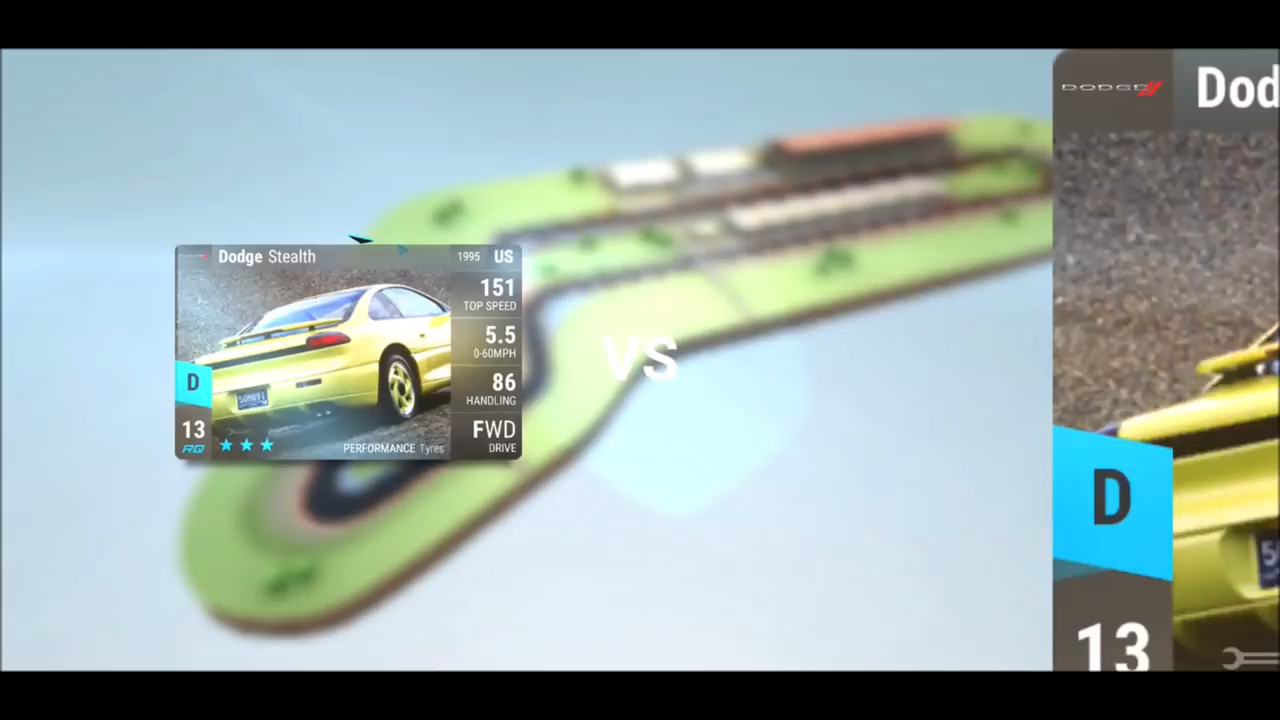 Dodge Stealth 1995 US
151
TOP SPEED
5.5
0-60MPH
86
HANDLING
FWD
DRIVE
D
13
RQ
PERFORMANCE Tyres
VS
DODGE
Dod
D
13